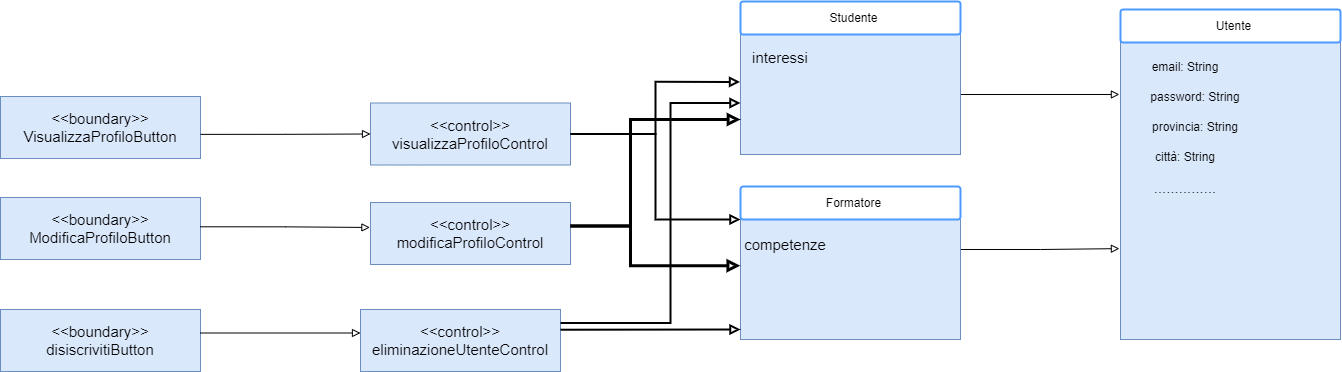 <<boundary>>
VisualizzaProfiloButton
<<boundary>>
ModificaProfiloButton
<<boundary>>
disiscrivitiButton
<<control>>
visualizzaProfiloControl
<<control>>
modificaProfiloControl
<<control>>
eliminazioneUtenteControl
Studente
interessi
Formatore
competenze
Utente
email: String
password: String
provincia: String
città: String
...............